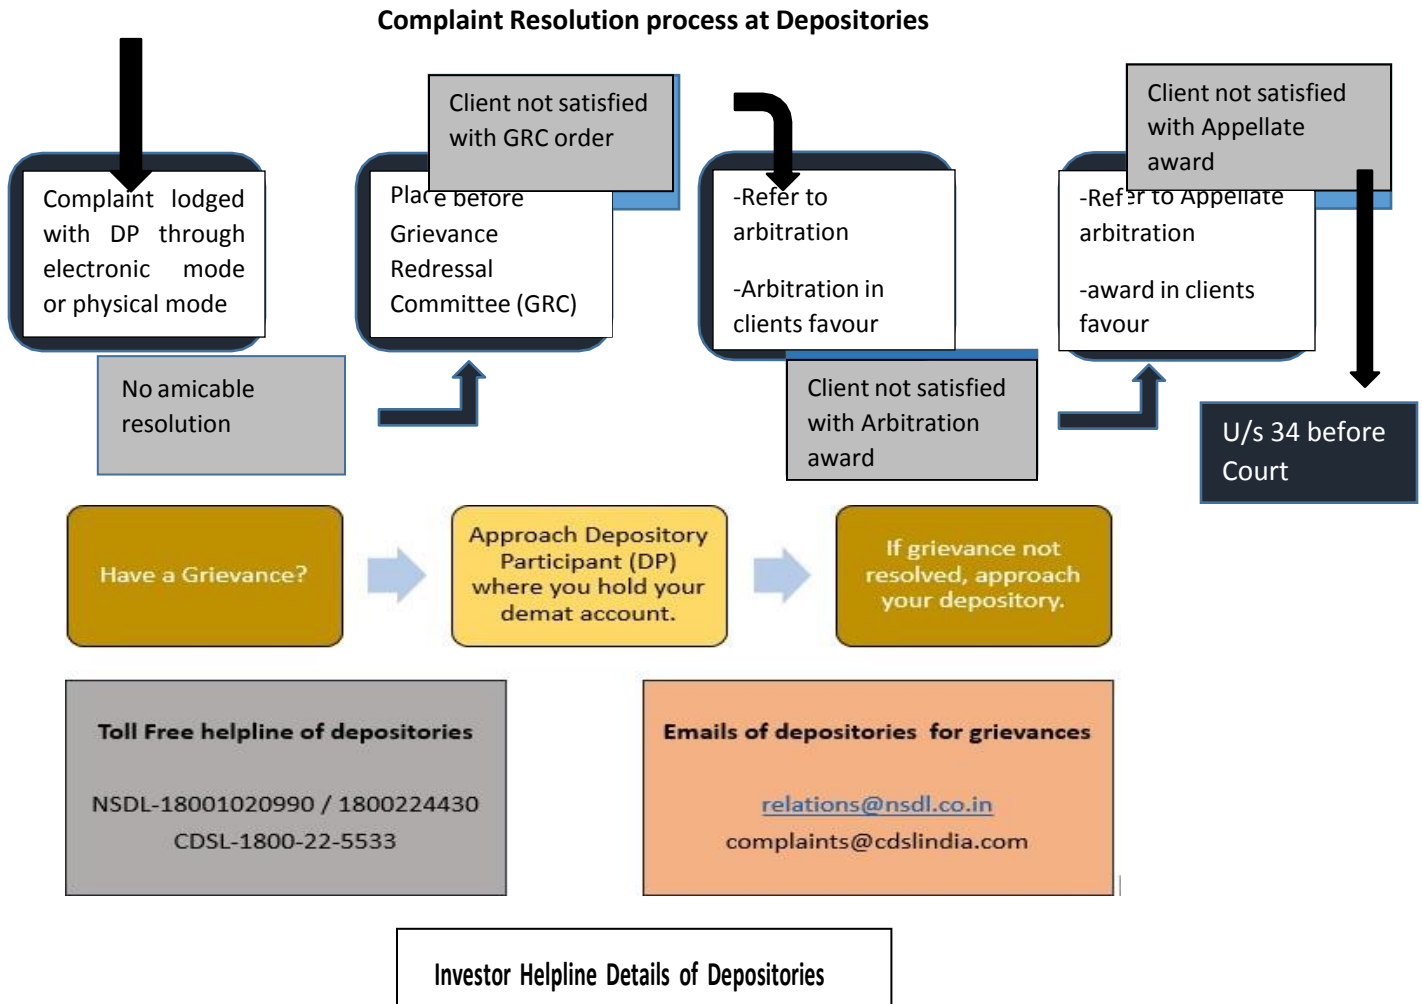 Complaint Resolution process at Depositories
Complaint lodged
with DP through
electronic mode
or physical mode
No amicable
resolution
Place before
Grievance
Redressal
Committee (GRC)
Client not satisfied
with GRC order
-Refer to
arbitration
-Arbitration in
clients favour
Client not satisfied
with Arbitration
award
-Refer to Appellate
arbitration
-award in clients
favour
Client not satisfied
with Appellate
award
U/s 34 before
Court
Have a Grievance?
Approach Depository
Participant (DP)
where you hold your
demat account.
If grievance not
resolved, approach
your depository.
Toll Free helpline of depositories
NSDL-18001020990 / 1800224430
CDSL-1800-22-5533
Emails of depositories for grievances
relations@nsdl.co.in
complaints@cdslindia.com
Investor Helpline Details of Depositories